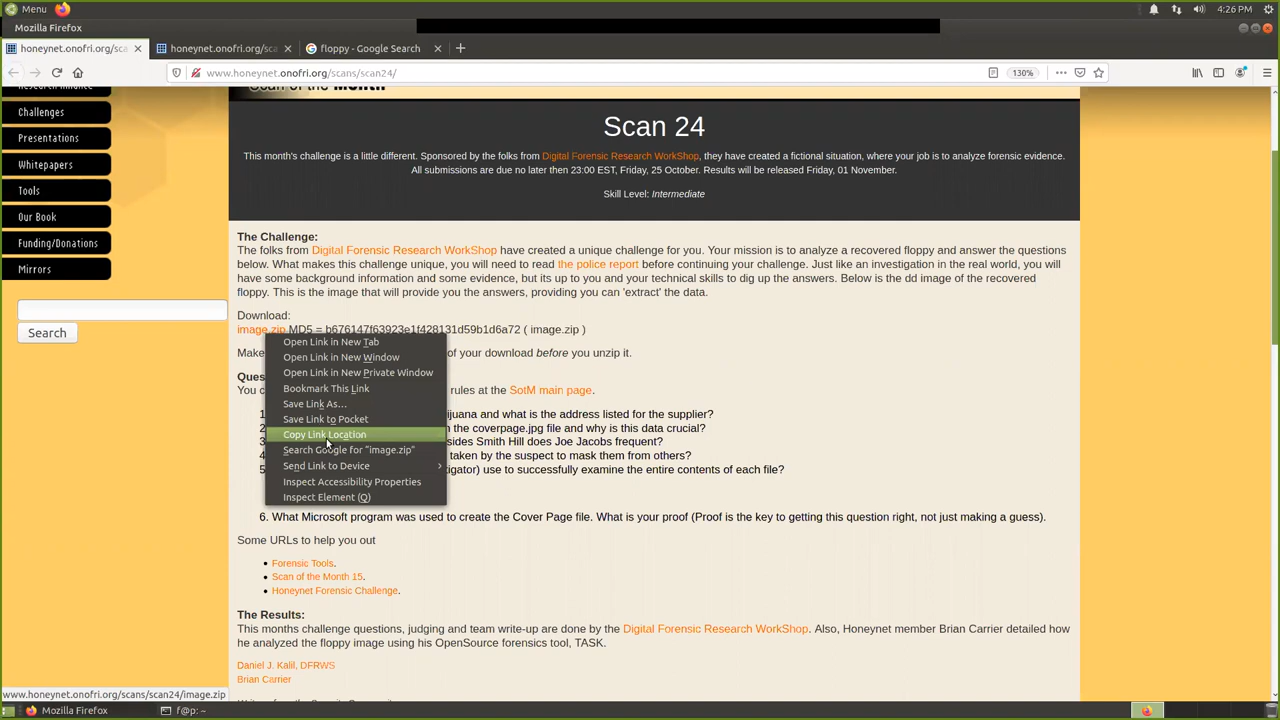 Menu
4:26 PM
Mozilla Firefox
honeynet.onofri.org/sca
honeynet.onofri.org/sca
floppy - Google Search
www.honeynet.onofri.org/scans/scan24/
130%
Research Alliance
Challenges
Presentations
Whitepapers
Tools
Our Book
Funding/Donations
Mirrors
Search
Scan of the Month
Scan 24
This month's challenge is a little different. Sponsored by the folks from Digital Forensic Research WorkShop, they have created a fictional situation, where your job is to analyze forensic evidence.
All submissions are due no later then 23:00 EST, Friday, 25 October. Results will be released Friday, 01 November.
Skill Level: Intermediate
The Challenge:
The folks from Digital Forensic Research WorkShop have created a unique challenge for you. Your mission is to analyze a recovered floppy and answer the questions
below. What makes this challenge unique, you will need to read the police report before continuing your challenge. Just like an investigation in the real world, you will
have some background information and some evidence, but its up to you and your technical skills to dig up the answers. Below is the dd image of the recovered
floppy. This is the image that will provide you the answers, providing you can 'extract' the data.
Download:
image.zip MD5 = b676147f63923e1f428131d59b1d6a72 ( image.zip )
Make of your download before you unzip it.
Ques
You c rules at the SotM main page.
1 ijuana and what is the address listed for the supplier?
2 n the coverpage.jpg file and why is this data crucial?
3 sides Smith Hill does Joe Jacobs frequent?
4 taken by the suspect to mask them from others?
5 tigator) use to successfully examine the entire contents of each file?
Open Link in New Tab
Open Link in New Window
Open Link in New Private Window
Bookmark This Link
Save Link As...
Save Link to Pocket
Copy Link Location
Search Google for "image.zip"
Send Link to Device
Inspect Accessibility Properties
Inspect Element (Q)
6. What Microsoft program was used to create the Cover Page file. What is your proof (Proof is the key to getting this question right, not just making a guess).
Some URLs to help you out
Forensic Tools.
Scan of the Month 15.
Honeynet Forensic Challenge.
The Results:
This months challenge questions, judging and team write-up are done by the Digital Forensic Research WorkShop. Also, Honeynet member Brian Carrier detailed how
he analyzed the floppy image using his OpenSource forensics tool, TASK.
Daniel J. Kalil, DFRWS
Brian Carrier
www.honeynet.onofri.org/scans/scan24/image.zip
Mozilla Firefox
f@p: ~